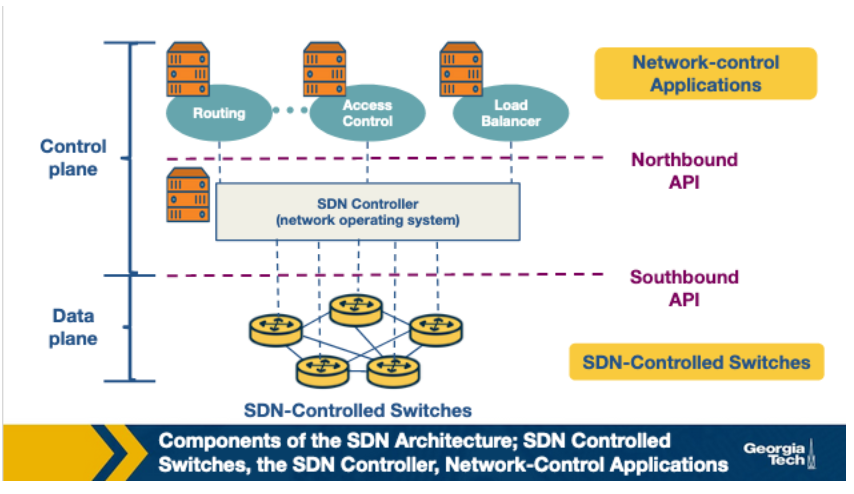 Network-control
Applications
Routing
Access
Control
Load
Balancer
Control
plane
Northbound
API
SDN Controller
(network operating system)
Southbound
API
Data
plane
SDN-Controlled Switches
SDN-Controlled Switches
Components of the SDN Architecture; SDN Controlled
Switches, the SDN Controller, Network-Control Applications
Georgia
Tech